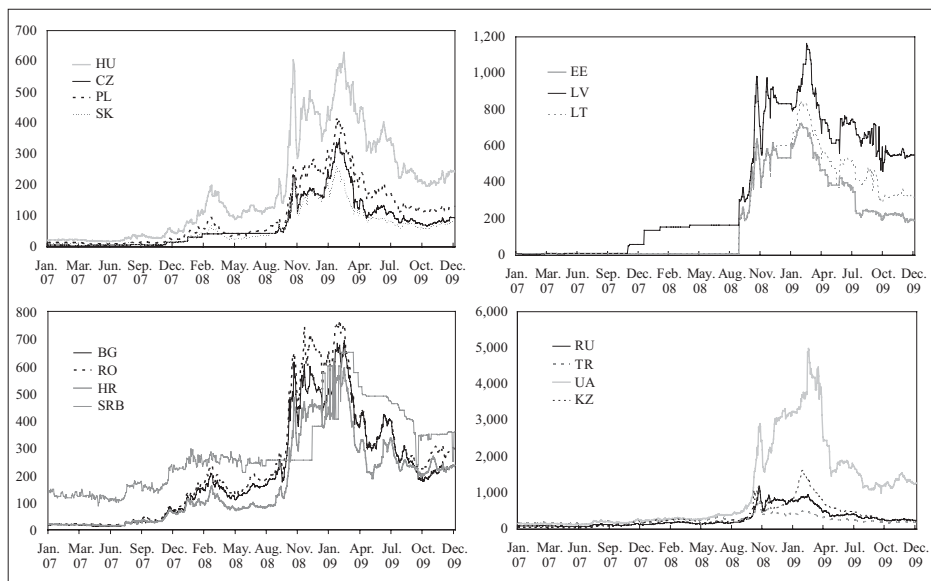 700
600
500
400
300
200
100
0
HU
CZ
PL
SK
Jan. Mar. Jun. Sep. Dec. Feb. May. Aug. Nov. Jan. Apr. Jul. Oct. Dec.
07 07 07 07 07 08 08 08 08 09 09 09 09 09
1,200
1,000
800
600
400
200
0
EE
LV
LT
Jan. Mar. Jun. Sep. Dec. Feb. May. Aug. Nov. Jan. Apr. Jul. Oct. Dec.
07 07 07 07 07 08 08 08 08 09 09 09 09 09
800
700
600
500
400
300
200
100
0
BG
RO
HR
SRB
Jan. Mar. Jun. Sep. Dec. Feb. May. Aug. Nov. Jan. Apr. Jul. Oct. Dec.
07 07 07 07 07 08 08 08 08 09 09 09 09 09
6,000
5,000
4,000
3,000
2,000
1,000
0
RU
TR
UA
KZ
Jan. Mar. Jun. Sep. Dec. Feb. May. Aug. Nov. Jan. Apr. Jul. Oct. Dec.
07 07 07 07 07 08 08 08 08 09 09 09 09 09